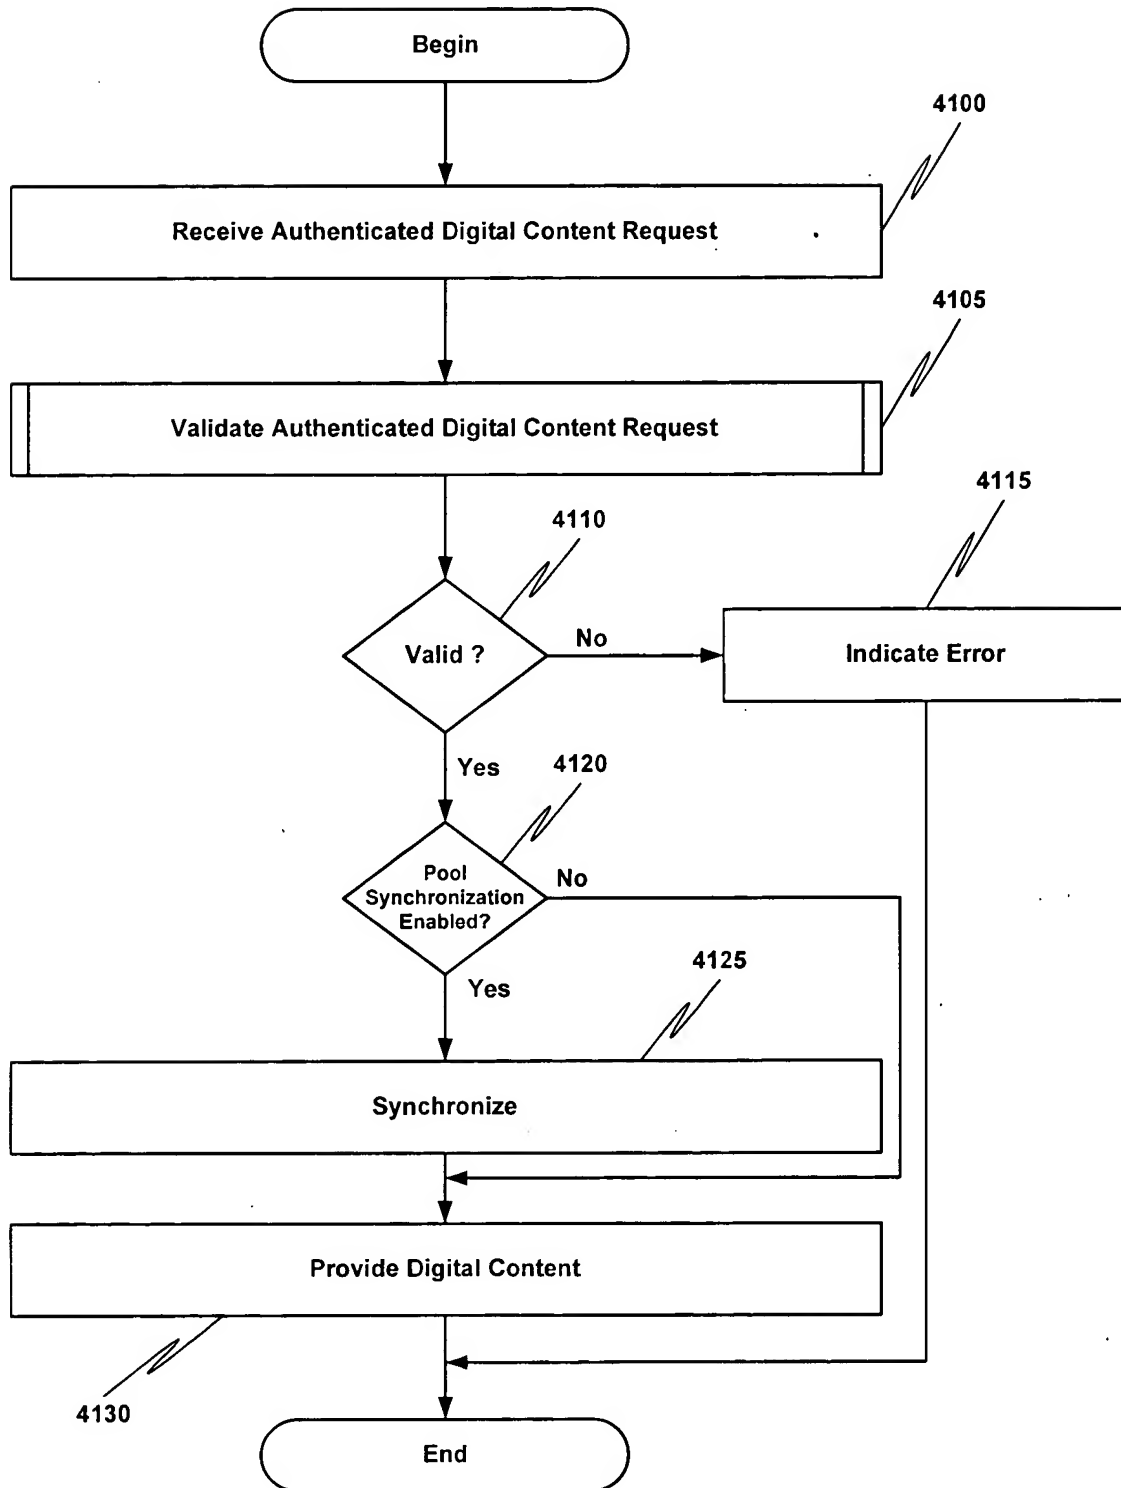 Begin
4100
Receive Authenticated Digital Content Request
4105
Validate Authenticated Digital Content Request
4110
4115
Valid ?
No
Indicate Error
Yes
4120
Pool
Synchronization
Enabled?
No
Yes
4125
Synchronize
Provide Digital Content
4130
End